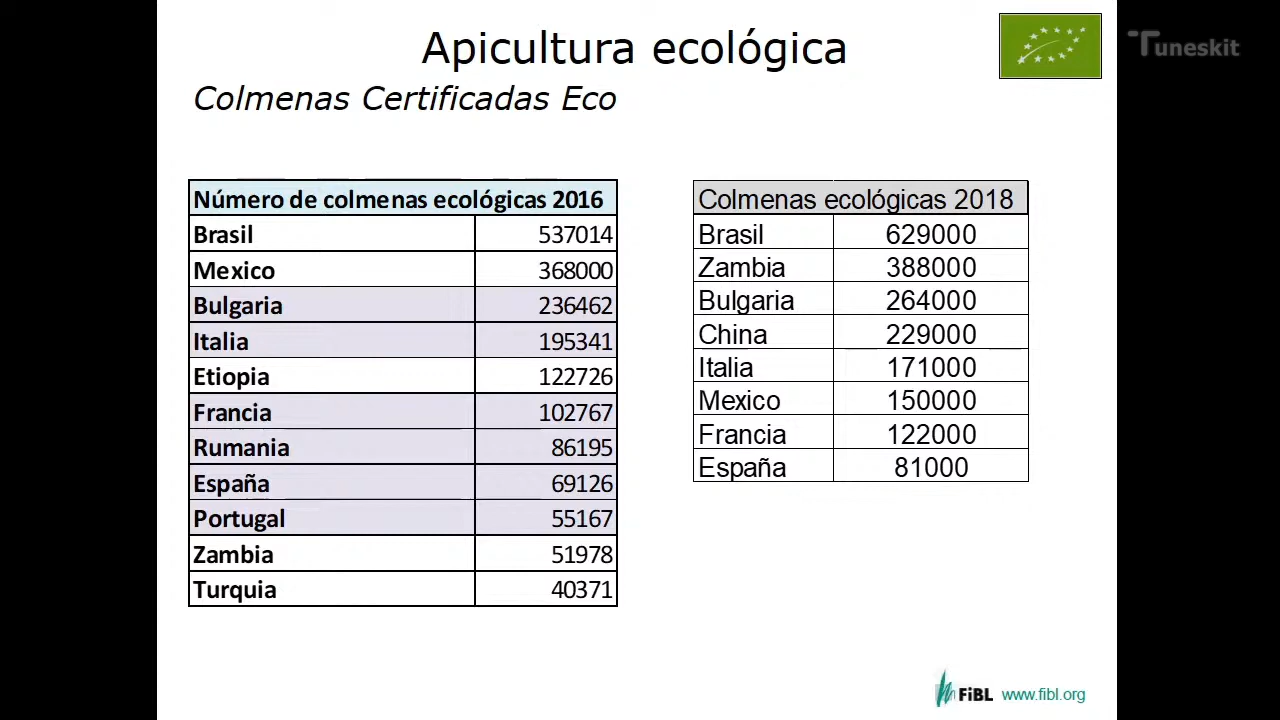 Apicultura ecológica
Tuneskit
Colmenas Certificadas Eco
Número de colmenas ecológicas 2016
Brasil 537014
Mexico 368000
Bulgaria 236462
Italia 195341
Etiopia 122726
Francia 102767
Rumania 86195
España 69126
Portugal 55167
Zambia 51978
Turquia 40371
Colmenas ecológicas 2018
Brasil 629000
Zambia 388000
Bulgaria 264000
China 229000
Italia 171000
Mexico 150000
Francia 122000
España 81000
FiBL www.fibl.org